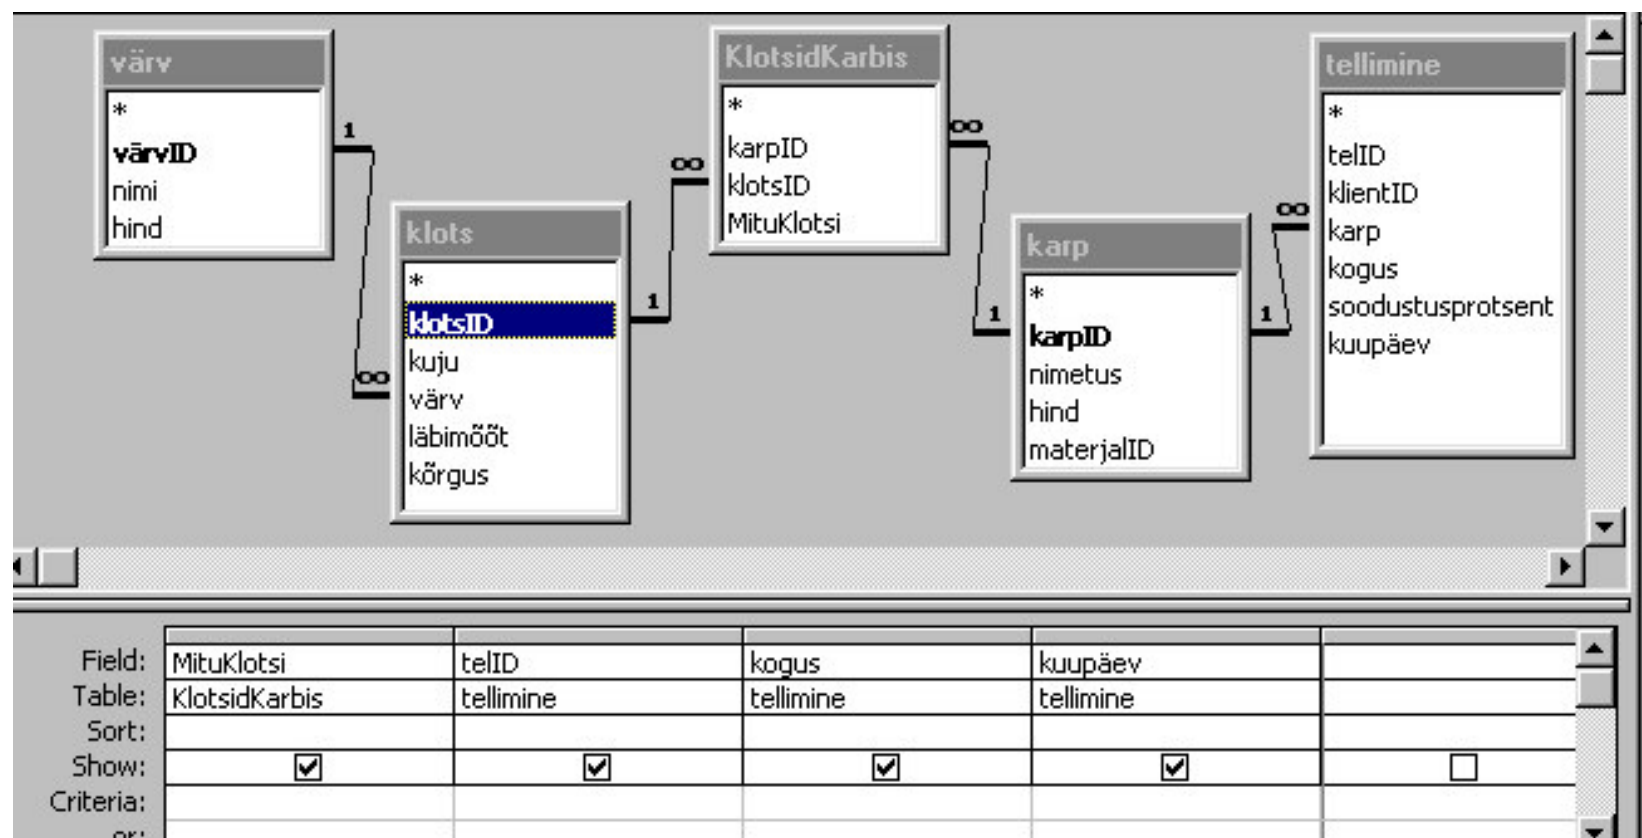 värv
*
värvID
nimi
hind
1
∞
klots
*
klotsID
kuju
värv
läbimõõt
kõrgus
1
∞
KlotsidKarbis
*
karpID
klotsID
MituKlotsi
∞
1
karp
*
karpID
nimetus
hind
materjalID
1
∞
tellimine
*
telID
klientID
karp
kogus
soodustusprotsent
kuupäev
Field: MituKlotsi telID kogus kuupäev
Table: KlotsidKarbis tellimine tellimine tellimine
Sort:
Show:
Criteria:
or: